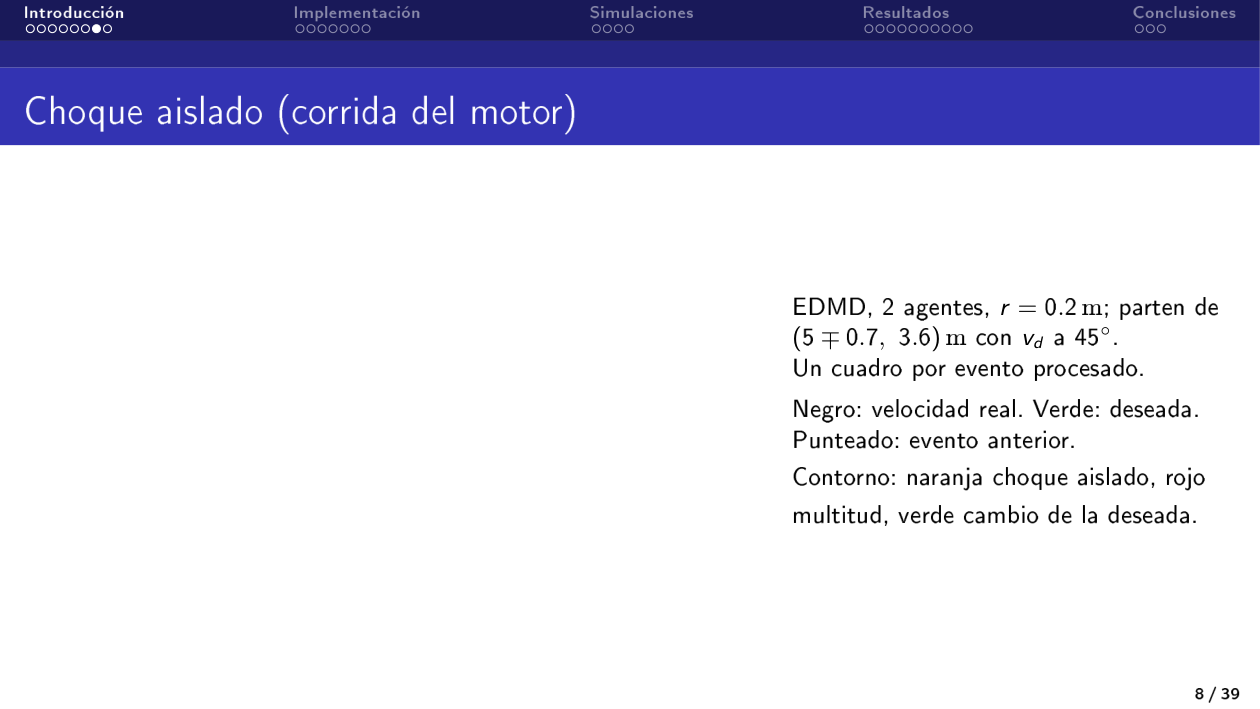 Introducción Implementación Simulaciones Resultados Conclusiones
Choque aislado (corrida del motor)
EDMD, 2 agentes, r = 0.2 m; parten de
(5 ∓ 0.7, 3.6) m con v_d a 45°.
Un cuadro por evento procesado.
Negro: velocidad real. Verde: deseada.
Punteado: evento anterior.
Contorno: naranja choque aislado, rojo
multitud, verde cambio de la deseada.
8 / 39